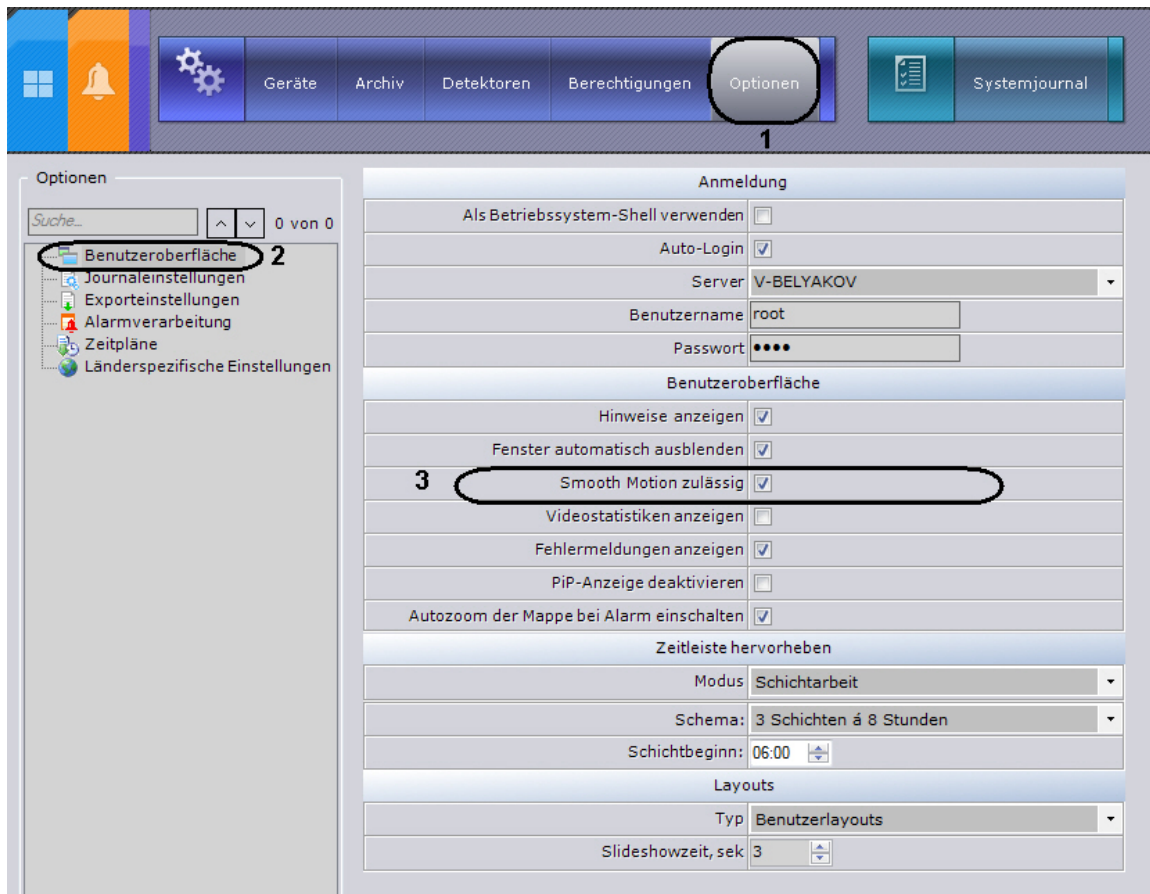 Geräte Archiv Detektoren Berechtigungen Optionen Systemjournal
1
Optionen
Suche...
0 von 0
Benutzeroberfläche 2
Journaleinstellungen
Exporteinstellungen
Alarmverarbeitung
Zeitpläne
Länderspezifische Einstellungen
Anmeldung
Als Betriebssystem-Shell verwenden
Auto-Login
Server V-BELYAKOV
Benutzername root
Passwort ••••
Benutzeroberfläche
Hinweise anzeigen
Fenster automatisch ausblenden
3 Smooth Motion zulässig
Videostatistiken anzeigen
Fehlermeldungen anzeigen
PiP-Anzeige deaktivieren
Autozoom der Mappe bei Alarm einschalten
Zeitleiste hervorheben
Modus Schichtarbeit
Schema: 3 Schichten á 8 Stunden
Schichtbeginn: 06:00
Layouts
Typ Benutzerlayouts
Slideshowzeit, sek 3